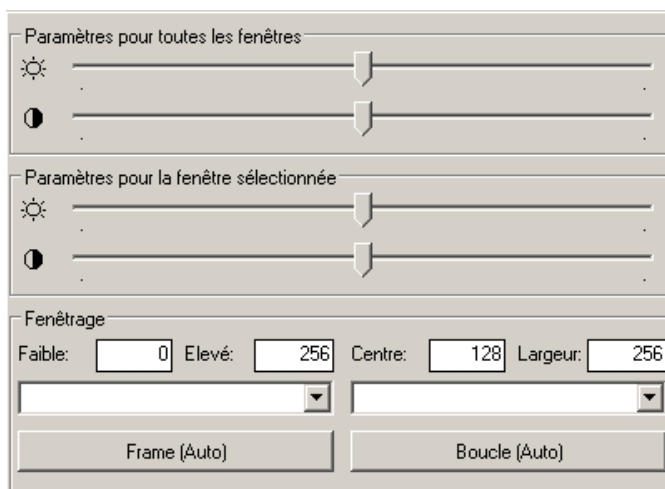 Paramètres pour toutes les fenêtres
Paramètres pour la fenêtre sélectionnée
Fenêtrage
Faible: 0 Elevé: 256 Centre: 128 Largeur: 256
Frame (Auto) Boucle (Auto)